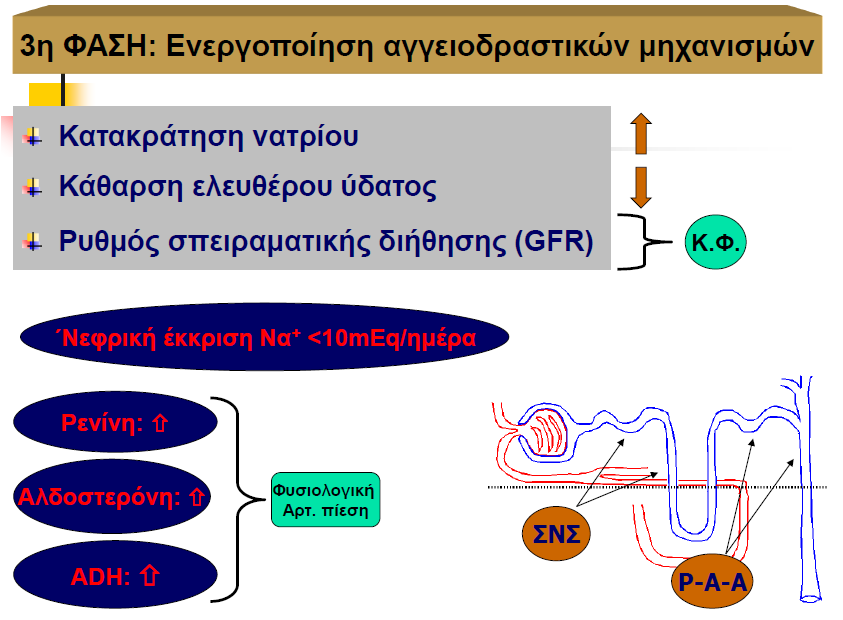 3η ΦΑΣΗ: Ενεργοποίηση αγγειοδραστικών μηχανισμών
Κατακράτηση νατρίου
Κάθαρση ελευθέρου ύδατος
Ρυθμός σπειραματικής διήθησης (GFR)
Κ.Φ.
Ήεφρική έκκριση Να⁺ <10mEq/ημέρα
Ρενίνη: ⇧
Αλδοστερόνη: ⇧
ADH: ⇧
Φυσιολογική
Αρτ. πίεση
ΣΝΣ
Ρ-Α-Α